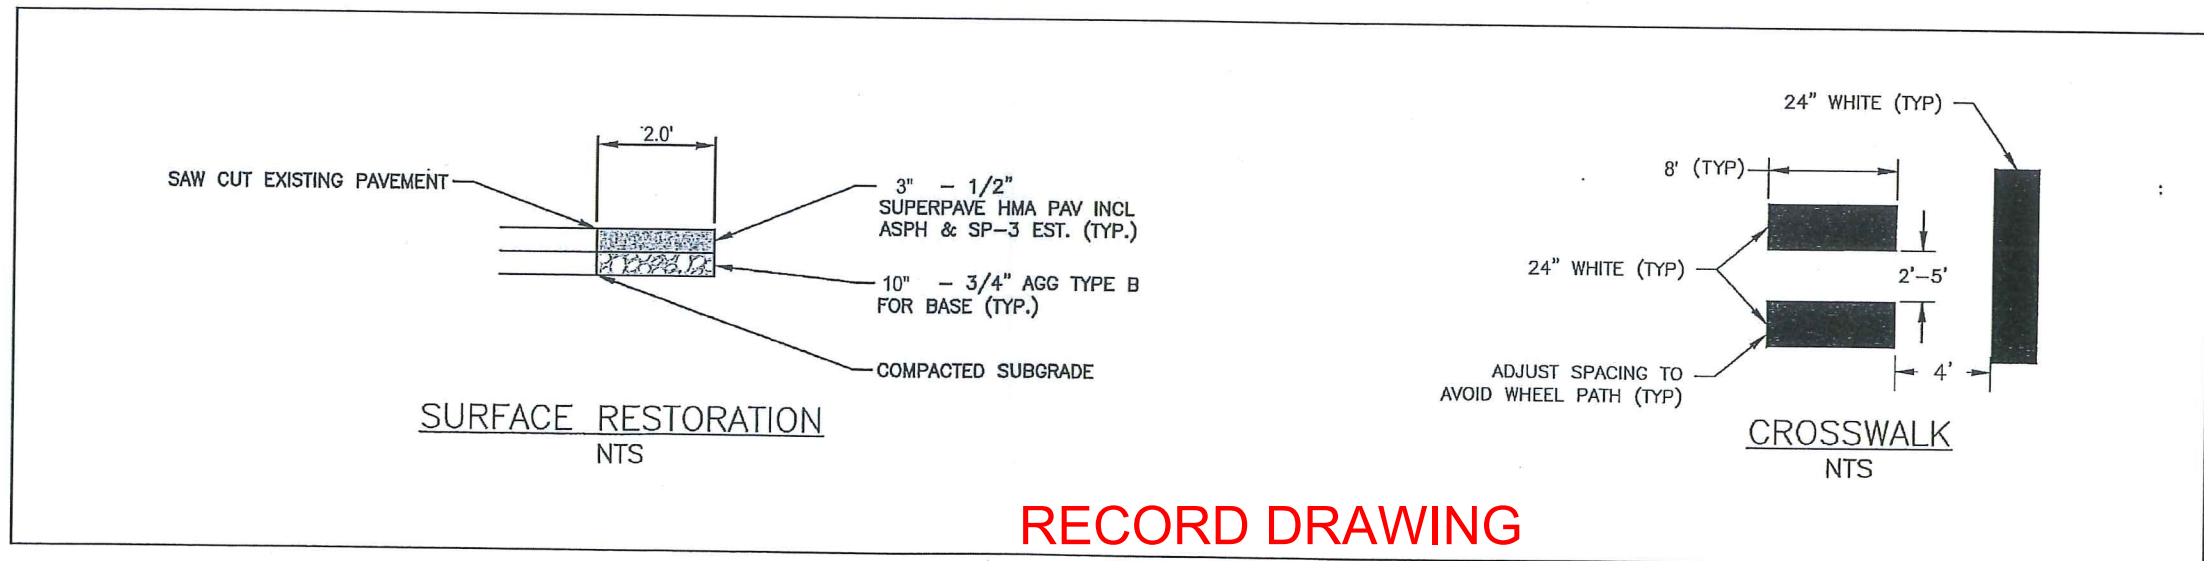 2.0'
SAW CUT EXISTING PAVEMENT
3" - 1/2"
SUPERPAVE HMA PAV INCL
ASPH & SP-3 EST. (TYP.)
10" - 3/4" AGG TYPE B
FOR BASE (TYP.)
COMPACTED SUBGRADE
SURFACE RESTORATION
NTS
24" WHITE (TYP)
8' (TYP)
24" WHITE (TYP)
2'-5'
ADJUST SPACING TO
AVOID WHEEL PATH (TYP)
4'
CROSSWALK
NTS
RECORD DRAWING